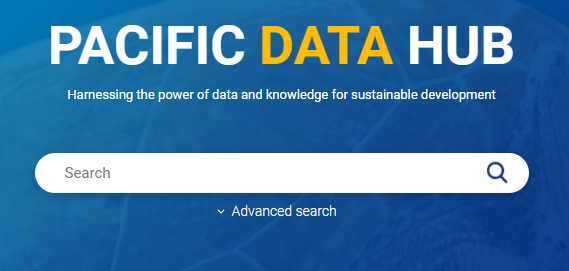 PACIFIC DATA HUB
Harnessing the power of data and knowledge for sustainable development
Search
Advanced search